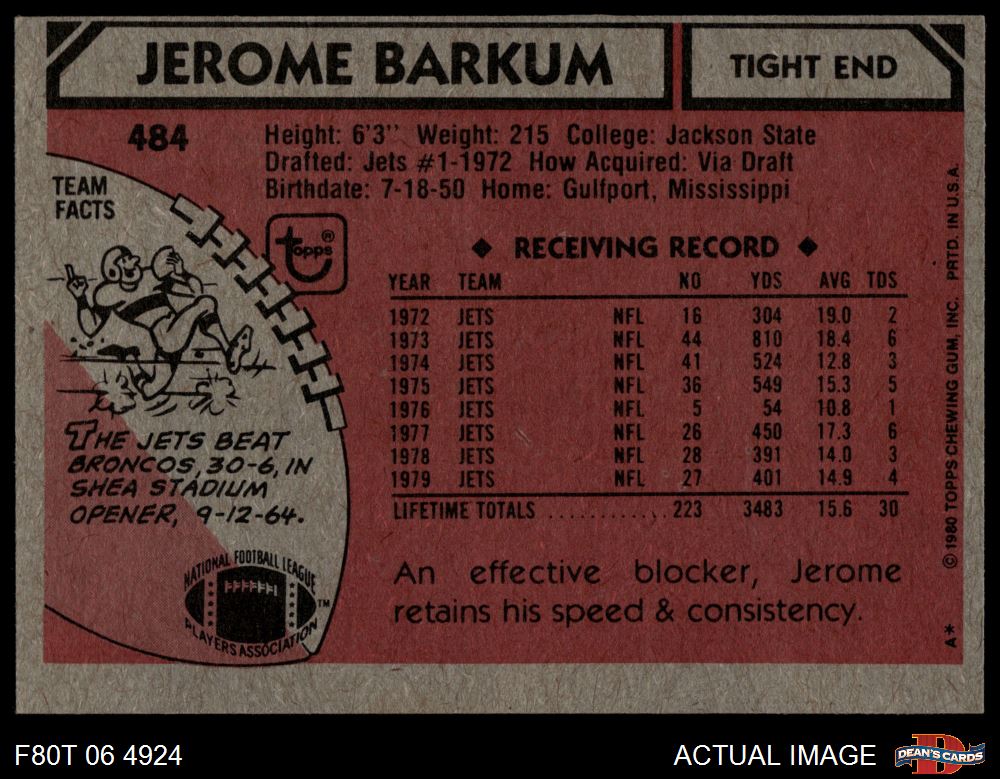 JEROME BARKUM
TIGHT END
484
Height: 6'3" Weight: 215 College: Jackson State
Drafted: Jets #1-1972 How Acquired: Via Draft
Birthdate: 7-18-50 Home: Gulfport, Mississippi
TEAM
FACTS
topps®
◆ RECEIVING RECORD ◆
YEAR TEAM NO YDS AVG TDS
1972 JETS NFL 16 304 19.0 2
1973 JETS NFL 44 810 18.4 6
1974 JETS NFL 41 524 12.8 3
1975 JETS NFL 36 549 15.3 5
1976 JETS NFL 5 54 10.8 1
1977 JETS NFL 26 450 17.3 6
1978 JETS NFL 28 391 14.0 3
1979 JETS NFL 27 401 14.9 4
LIFETIME TOTALS .......... 223 3483 15.6 30
THE JETS BEAT
BRONCOS, 30-6, IN
SHEA STADIUM
OPENER, 9-12-64.
NATIONAL FOOTBALL LEAGUE
PLAYERS ASSOCIATION
TM
An effective blocker, Jerome
retains his speed & consistency.
A* © 1980 TOPPS CHEWING GUM, INC. PRTD. IN U.S.A.
F80T 06 4924
ACTUAL IMAGE
D
DEAN'S CARDS